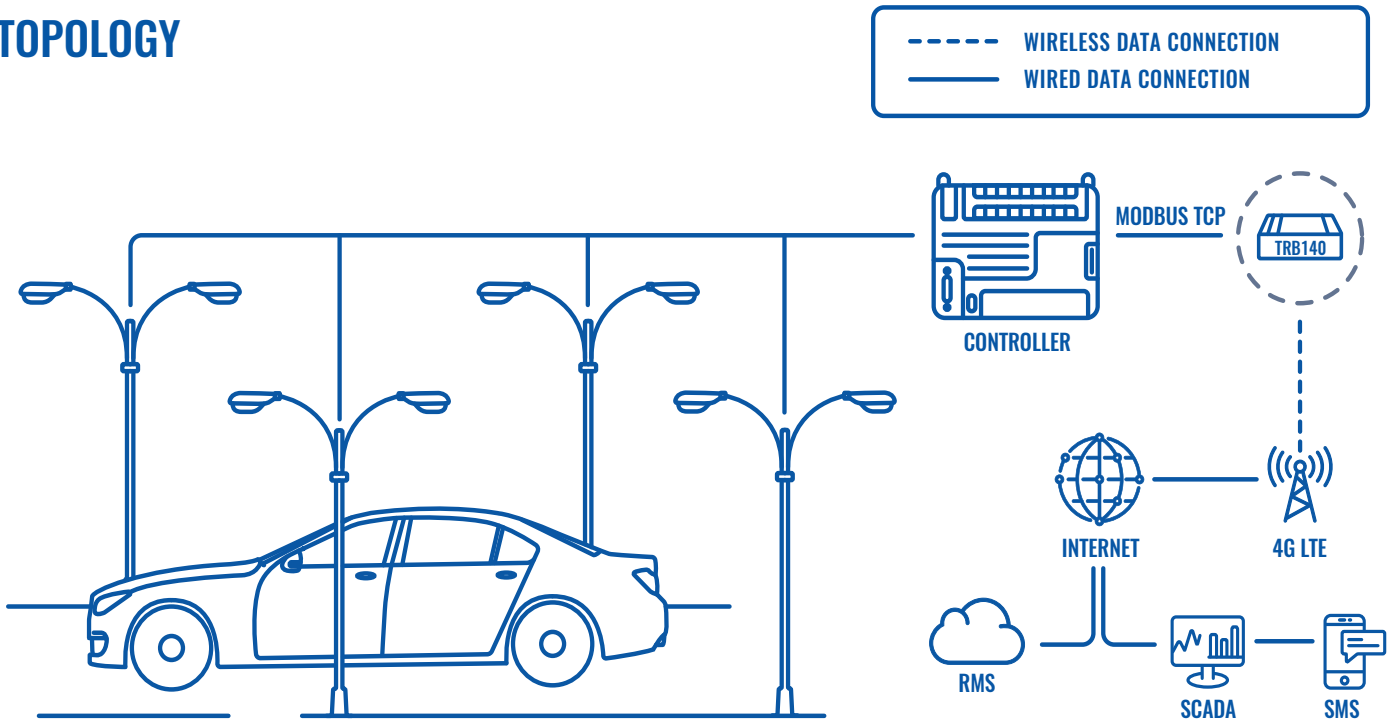 TOPOLOGY
WIRELESS DATA CONNECTION
WIRED DATA CONNECTION
MODBUS TCP
TRB140
CONTROLLER
INTERNET
4G LTE
RMS
SCADA
SMS